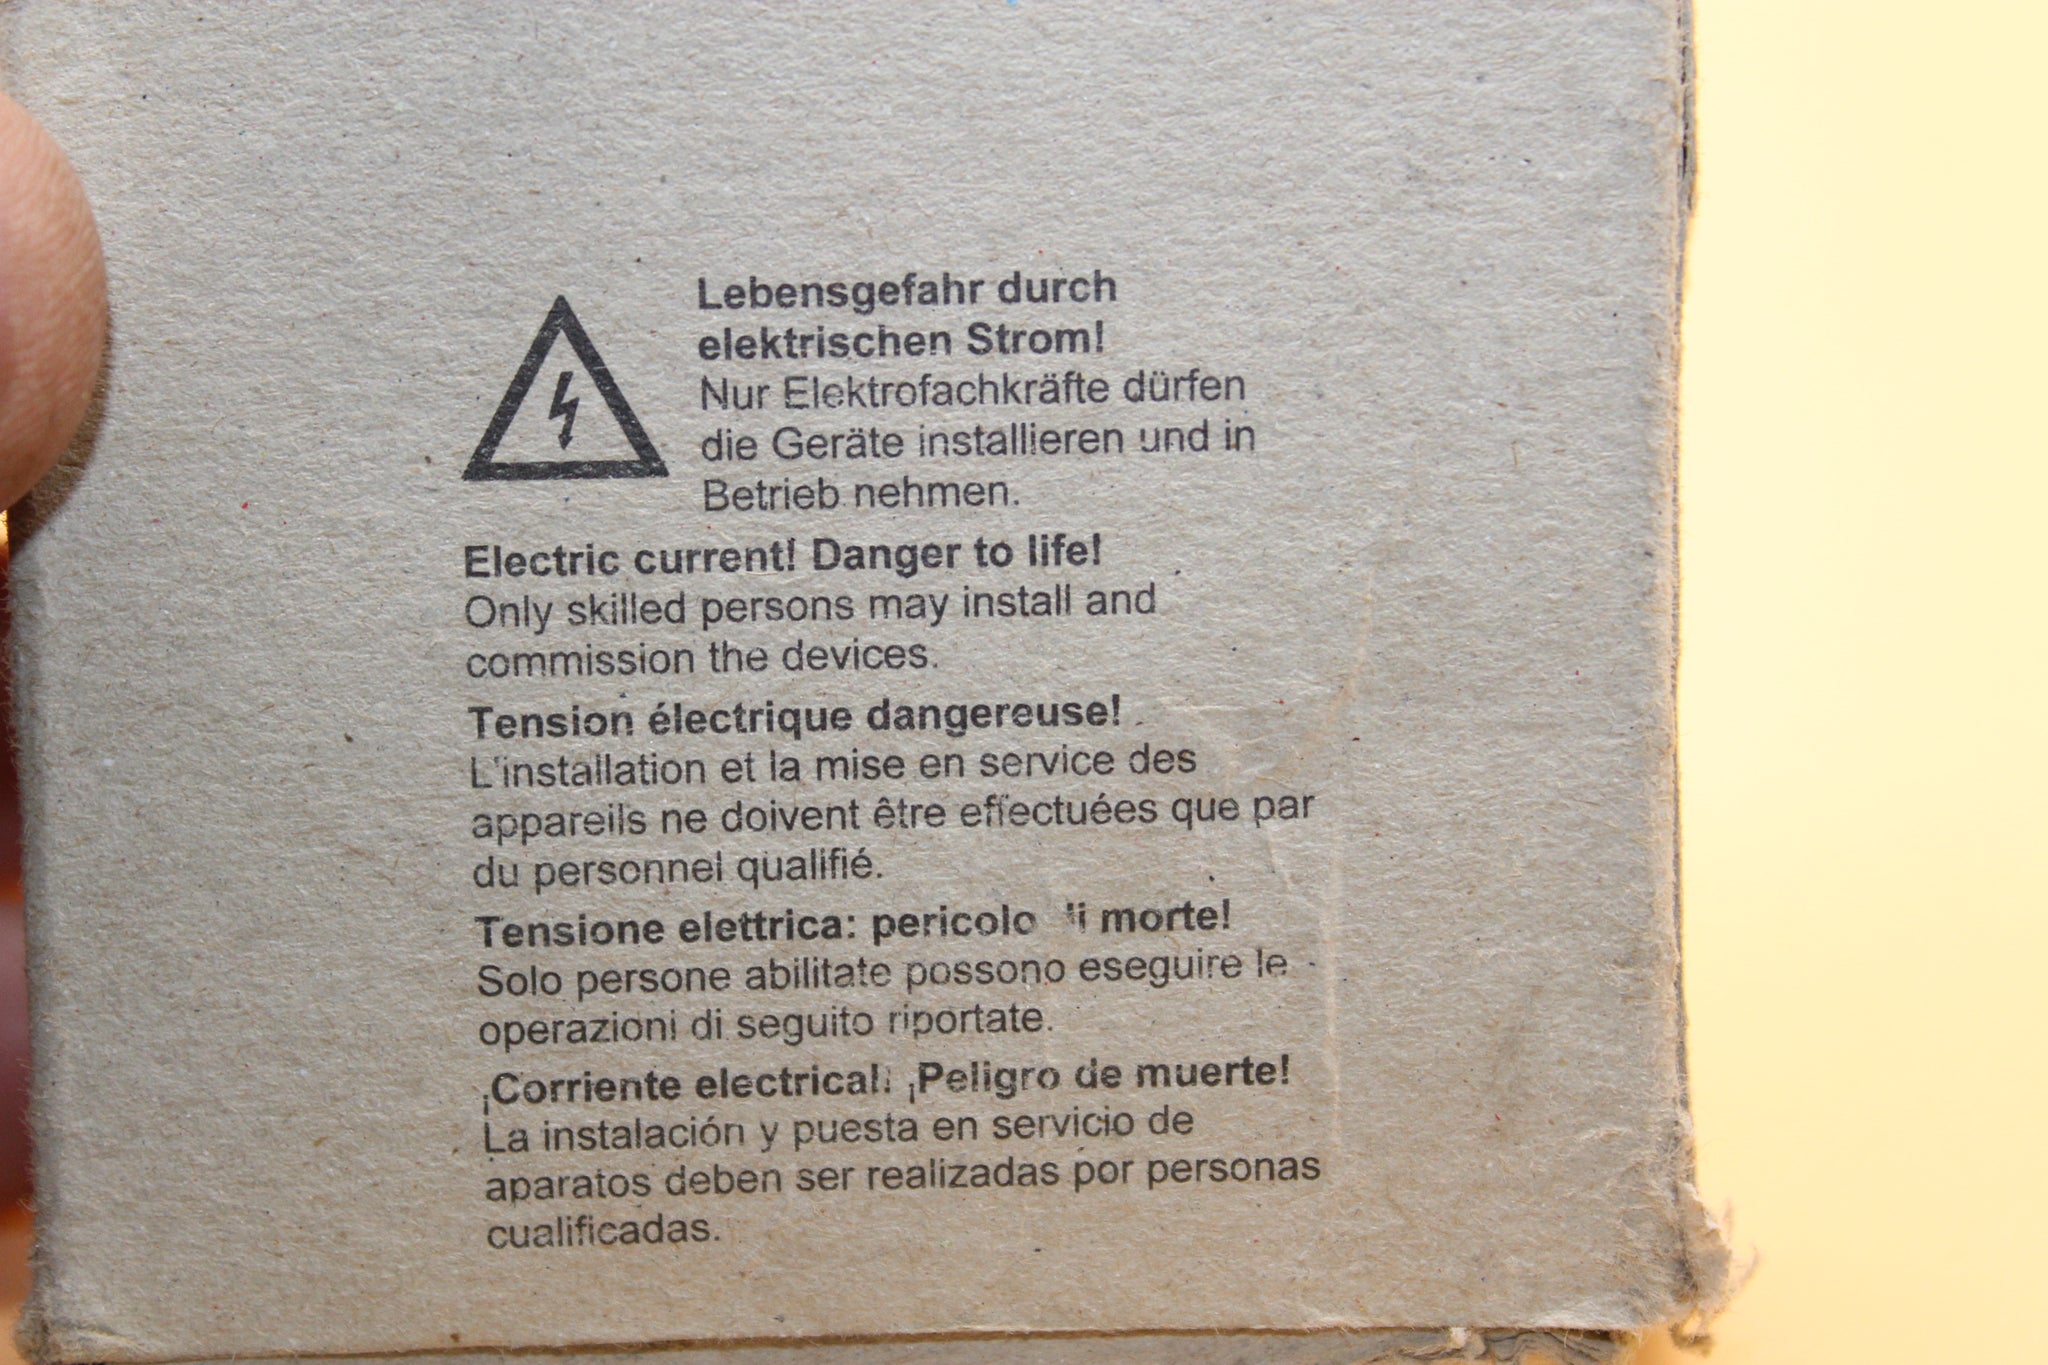 Lebensgefahr durch
elektrischen Strom!
Nur Elektrofachkräfte dürfen
die Geräte installieren und in
Betrieb nehmen.
Electric current! Danger to life!
Only skilled persons may install and
commission the devices.
Tension électrique dangereuse!
L'installation et la mise en service des
appareils ne doivent être effectuées que par
du personnel qualifié.
Tensione elettrica: pericolo di morte!
Solo persone abilitate possono eseguire le
operazioni di seguito riportate.
¡Corriente electrical! ¡Peligro de muerte!
La instalación y puesta en servicio de
aparatos deben ser realizadas por personas
cualificadas.